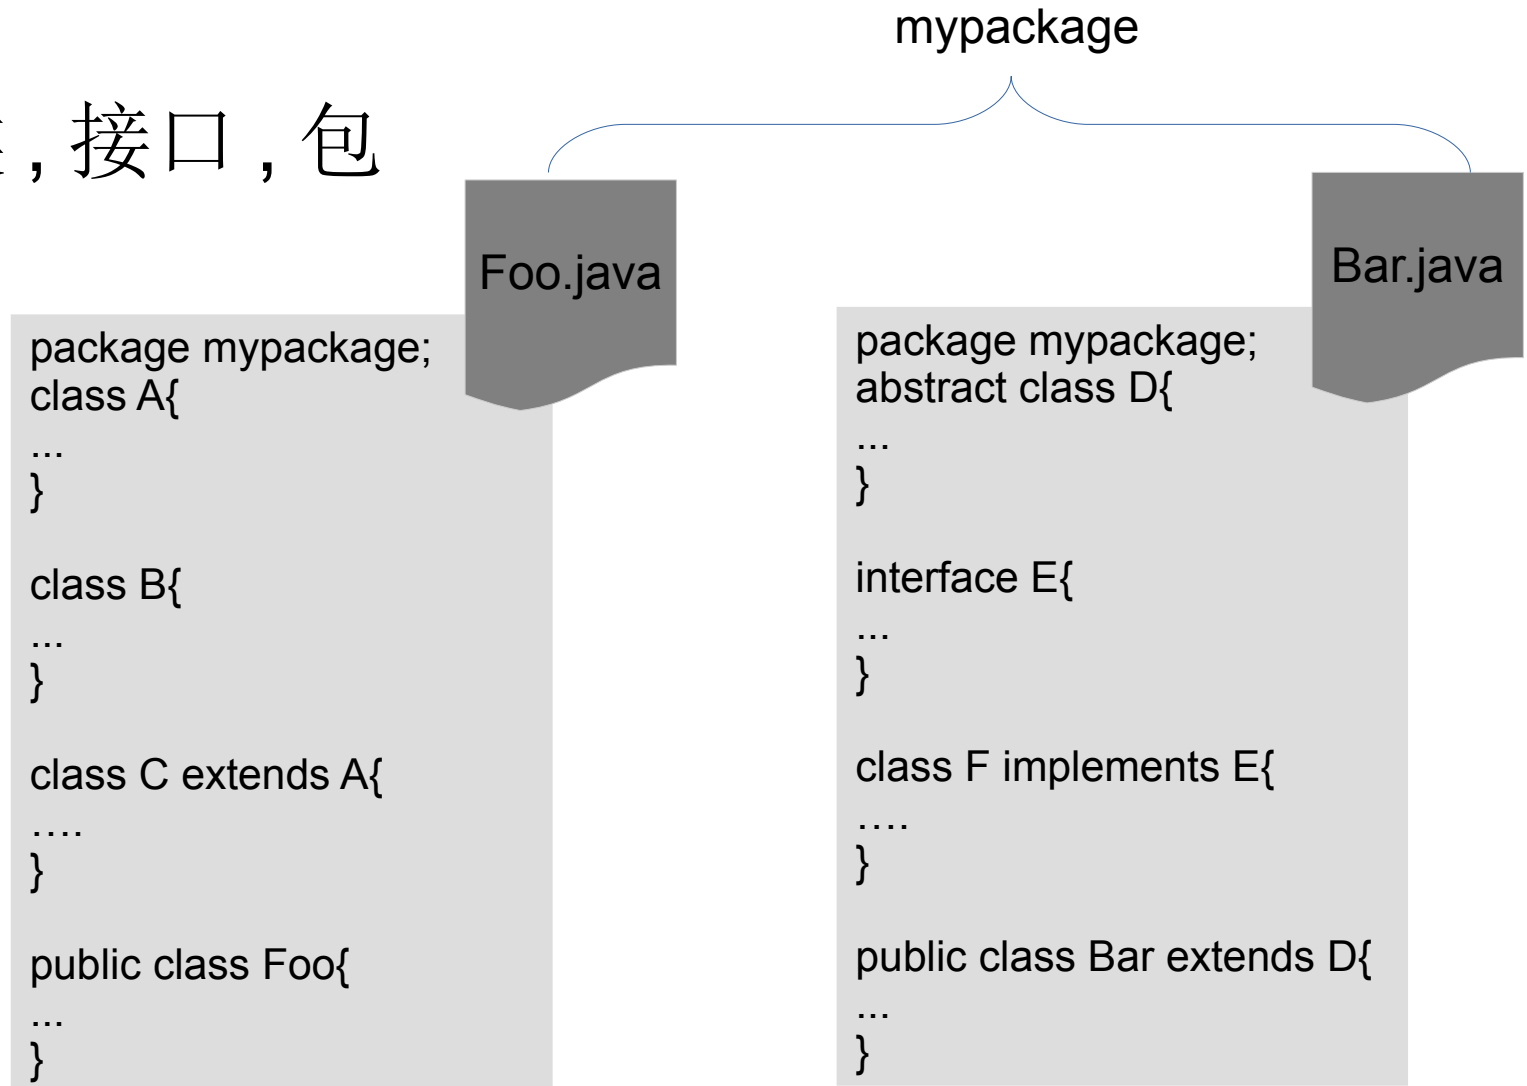 mypackage
, 接口 , 包
Foo.java
package mypackage;
class A{
...
}
class B{
...
}
class C extends A{
....
}
public class Foo{
...
}
Bar.java
package mypackage;
abstract class D{
...
}
interface E{
...
}
class F implements E{
....
}
public class Bar extends D{
...
}